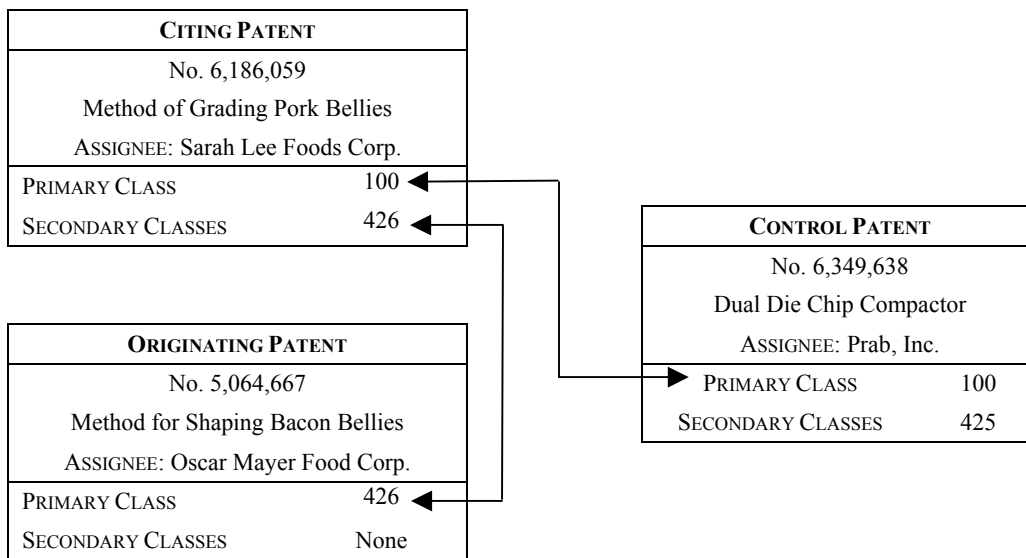 CITING PATENT
No. 6,186,059
Method of Grading Pork Bellies
ASSIGNEE: Sarah Lee Foods Corp.
PRIMARY CLASS 100
SECONDARY CLASSES 426
ORIGINATING PATENT
No. 5,064,667
Method for Shaping Bacon Bellies
ASSIGNEE: Oscar Mayer Food Corp.
PRIMARY CLASS 426
SECONDARY CLASSES None
CONTROL PATENT
No. 6,349,638
Dual Die Chip Compactor
ASSIGNEE: Prab, Inc.
PRIMARY CLASS 100
SECONDARY CLASSES 425